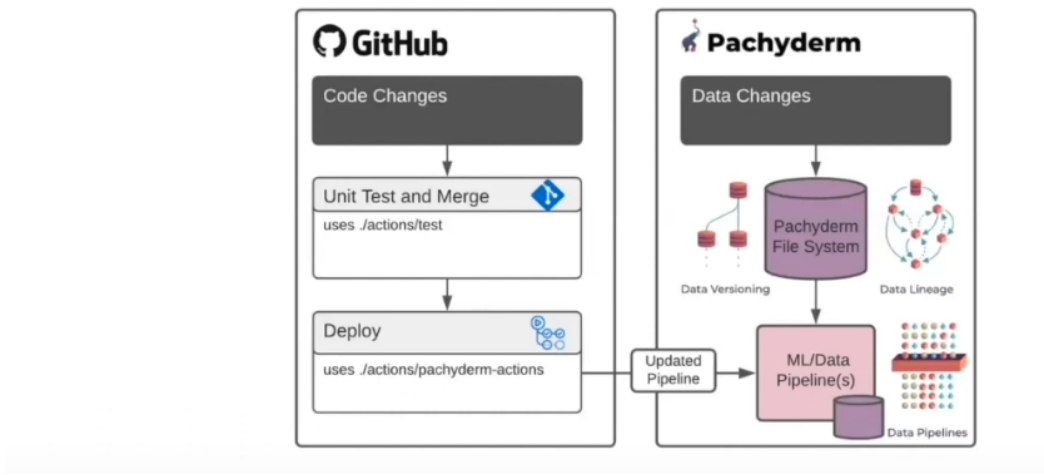 GitHub
Code Changes
Unit Test and Merge
uses ./actions/test
Deploy
uses ./actions/pachyderm-actions
Updated
Pipeline
Pachyderm
Data Changes
Pachyderm
File System
Data Versioning
Data Lineage
ML/Data
Pipeline(s)
Data Pipelines